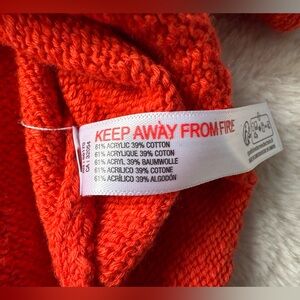 KEEP AWAY FROM FIRE
61% ACRYLIC 39% COTTON
61% ACRYLIQUE 39% COTON
61% ACRYL 39% BAUMWOLLE
61% ACRILICO 39% COTONE
61% ACRÍLICO 39% ALGODÓN